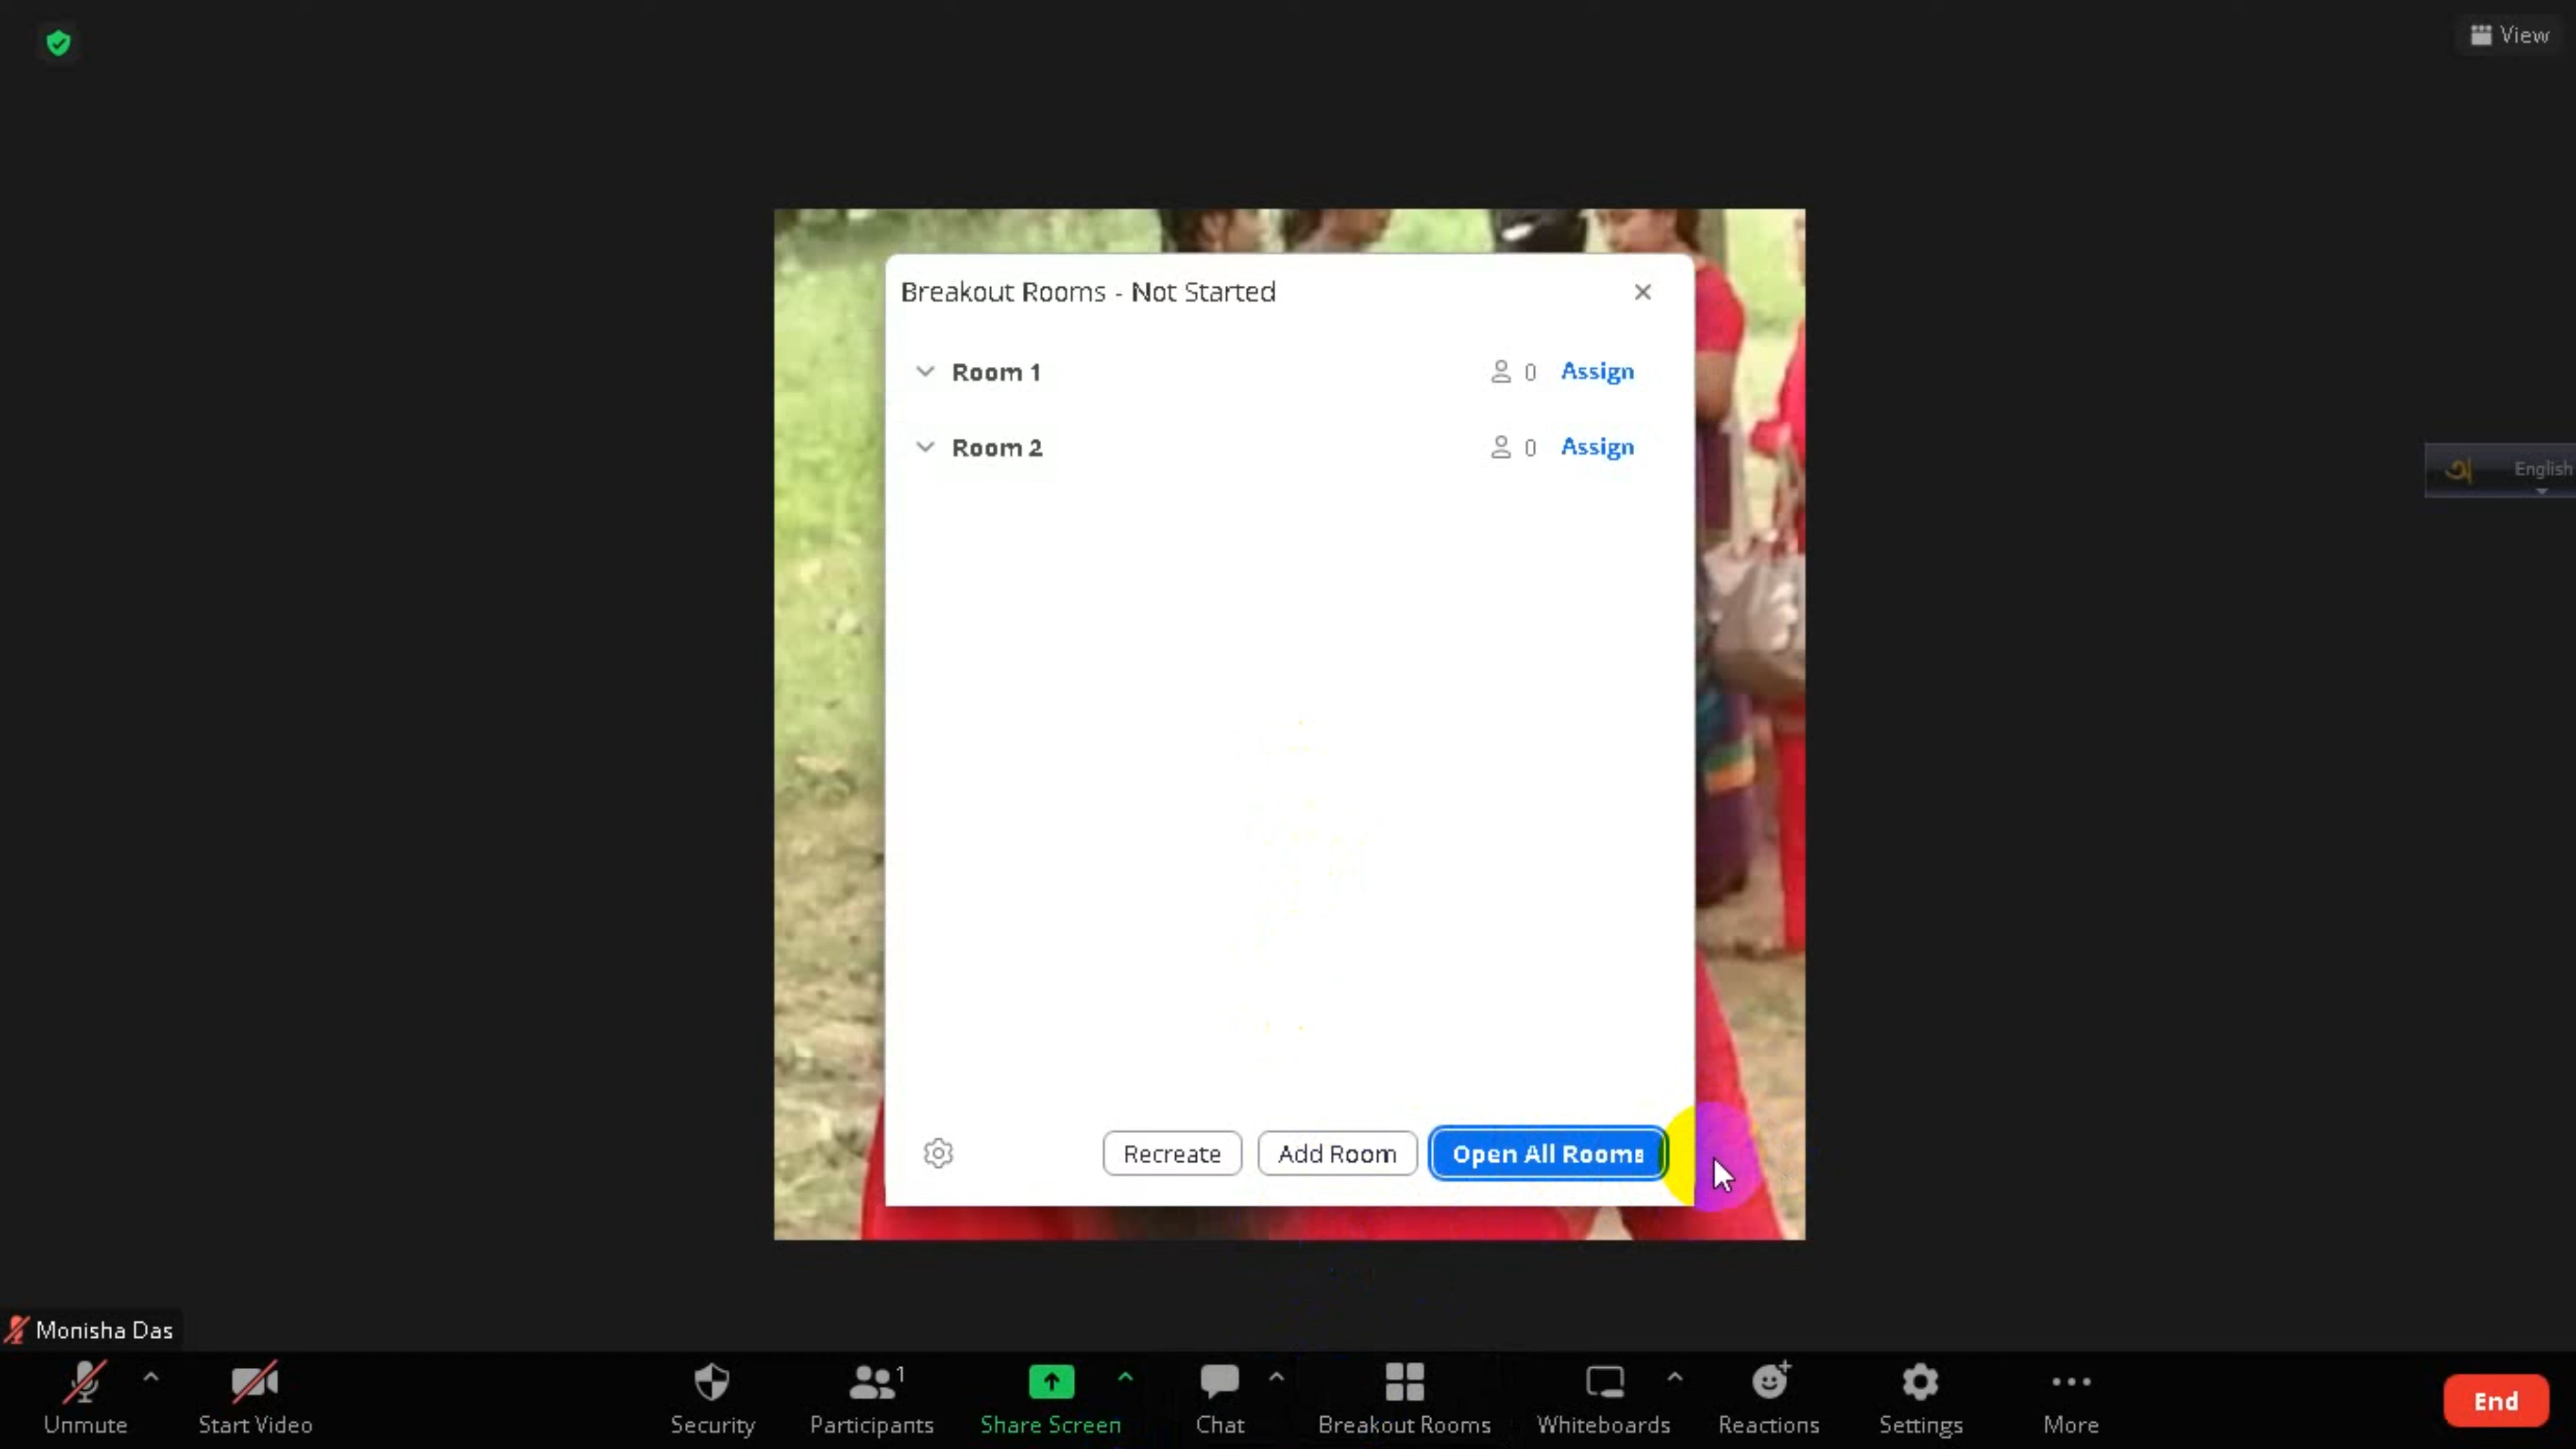 View
Breakout Rooms - Not Started
Room 1 0 Assign
Room 2 0 Assign
অ English
Recreate Add Room Open All Rooms
Monisha Das
1
Unmute Start Video Security Participants Share Screen Chat Breakout Rooms Whiteboards Reactions Settings More End